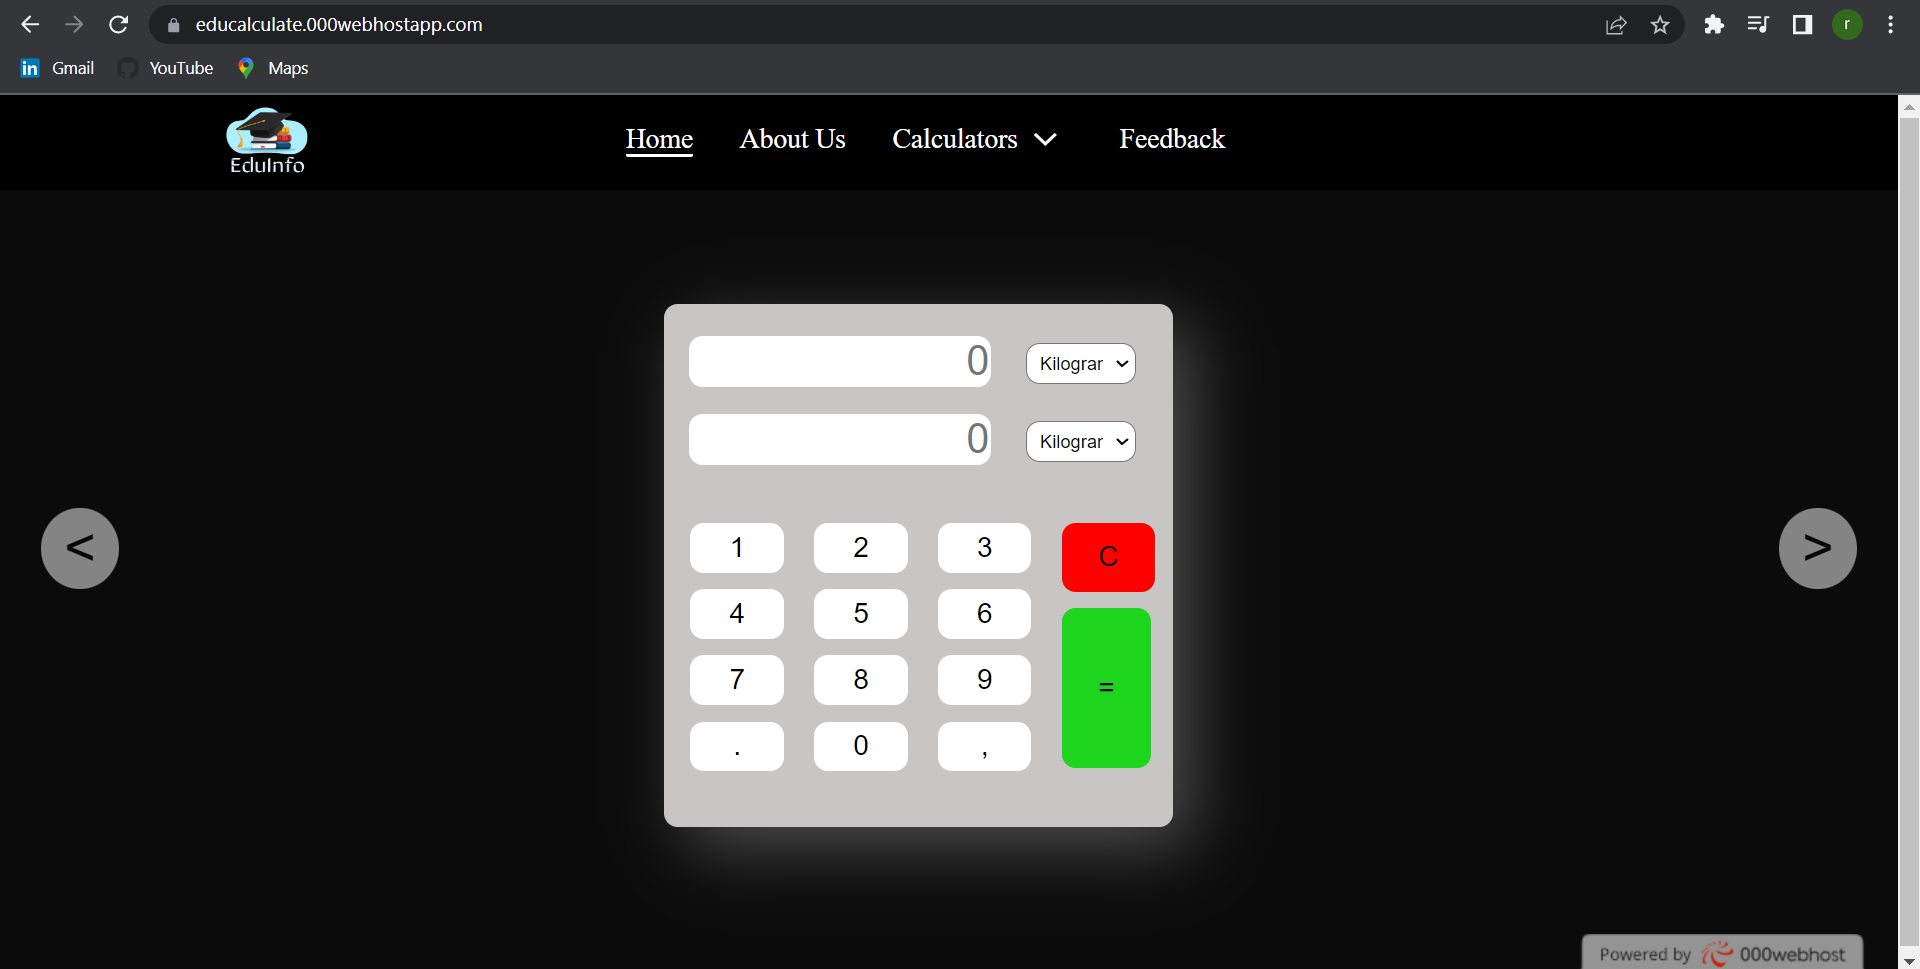 educalculate.000webhostapp.com
r
in Gmail YouTube Maps
EduInfo
Home About Us Calculators Feedback
0 Kilograr
0 Kilograr
< >
1 2 3 C
4 5 6
7 8 9 =
. 0 ,
Powered by 000webhost